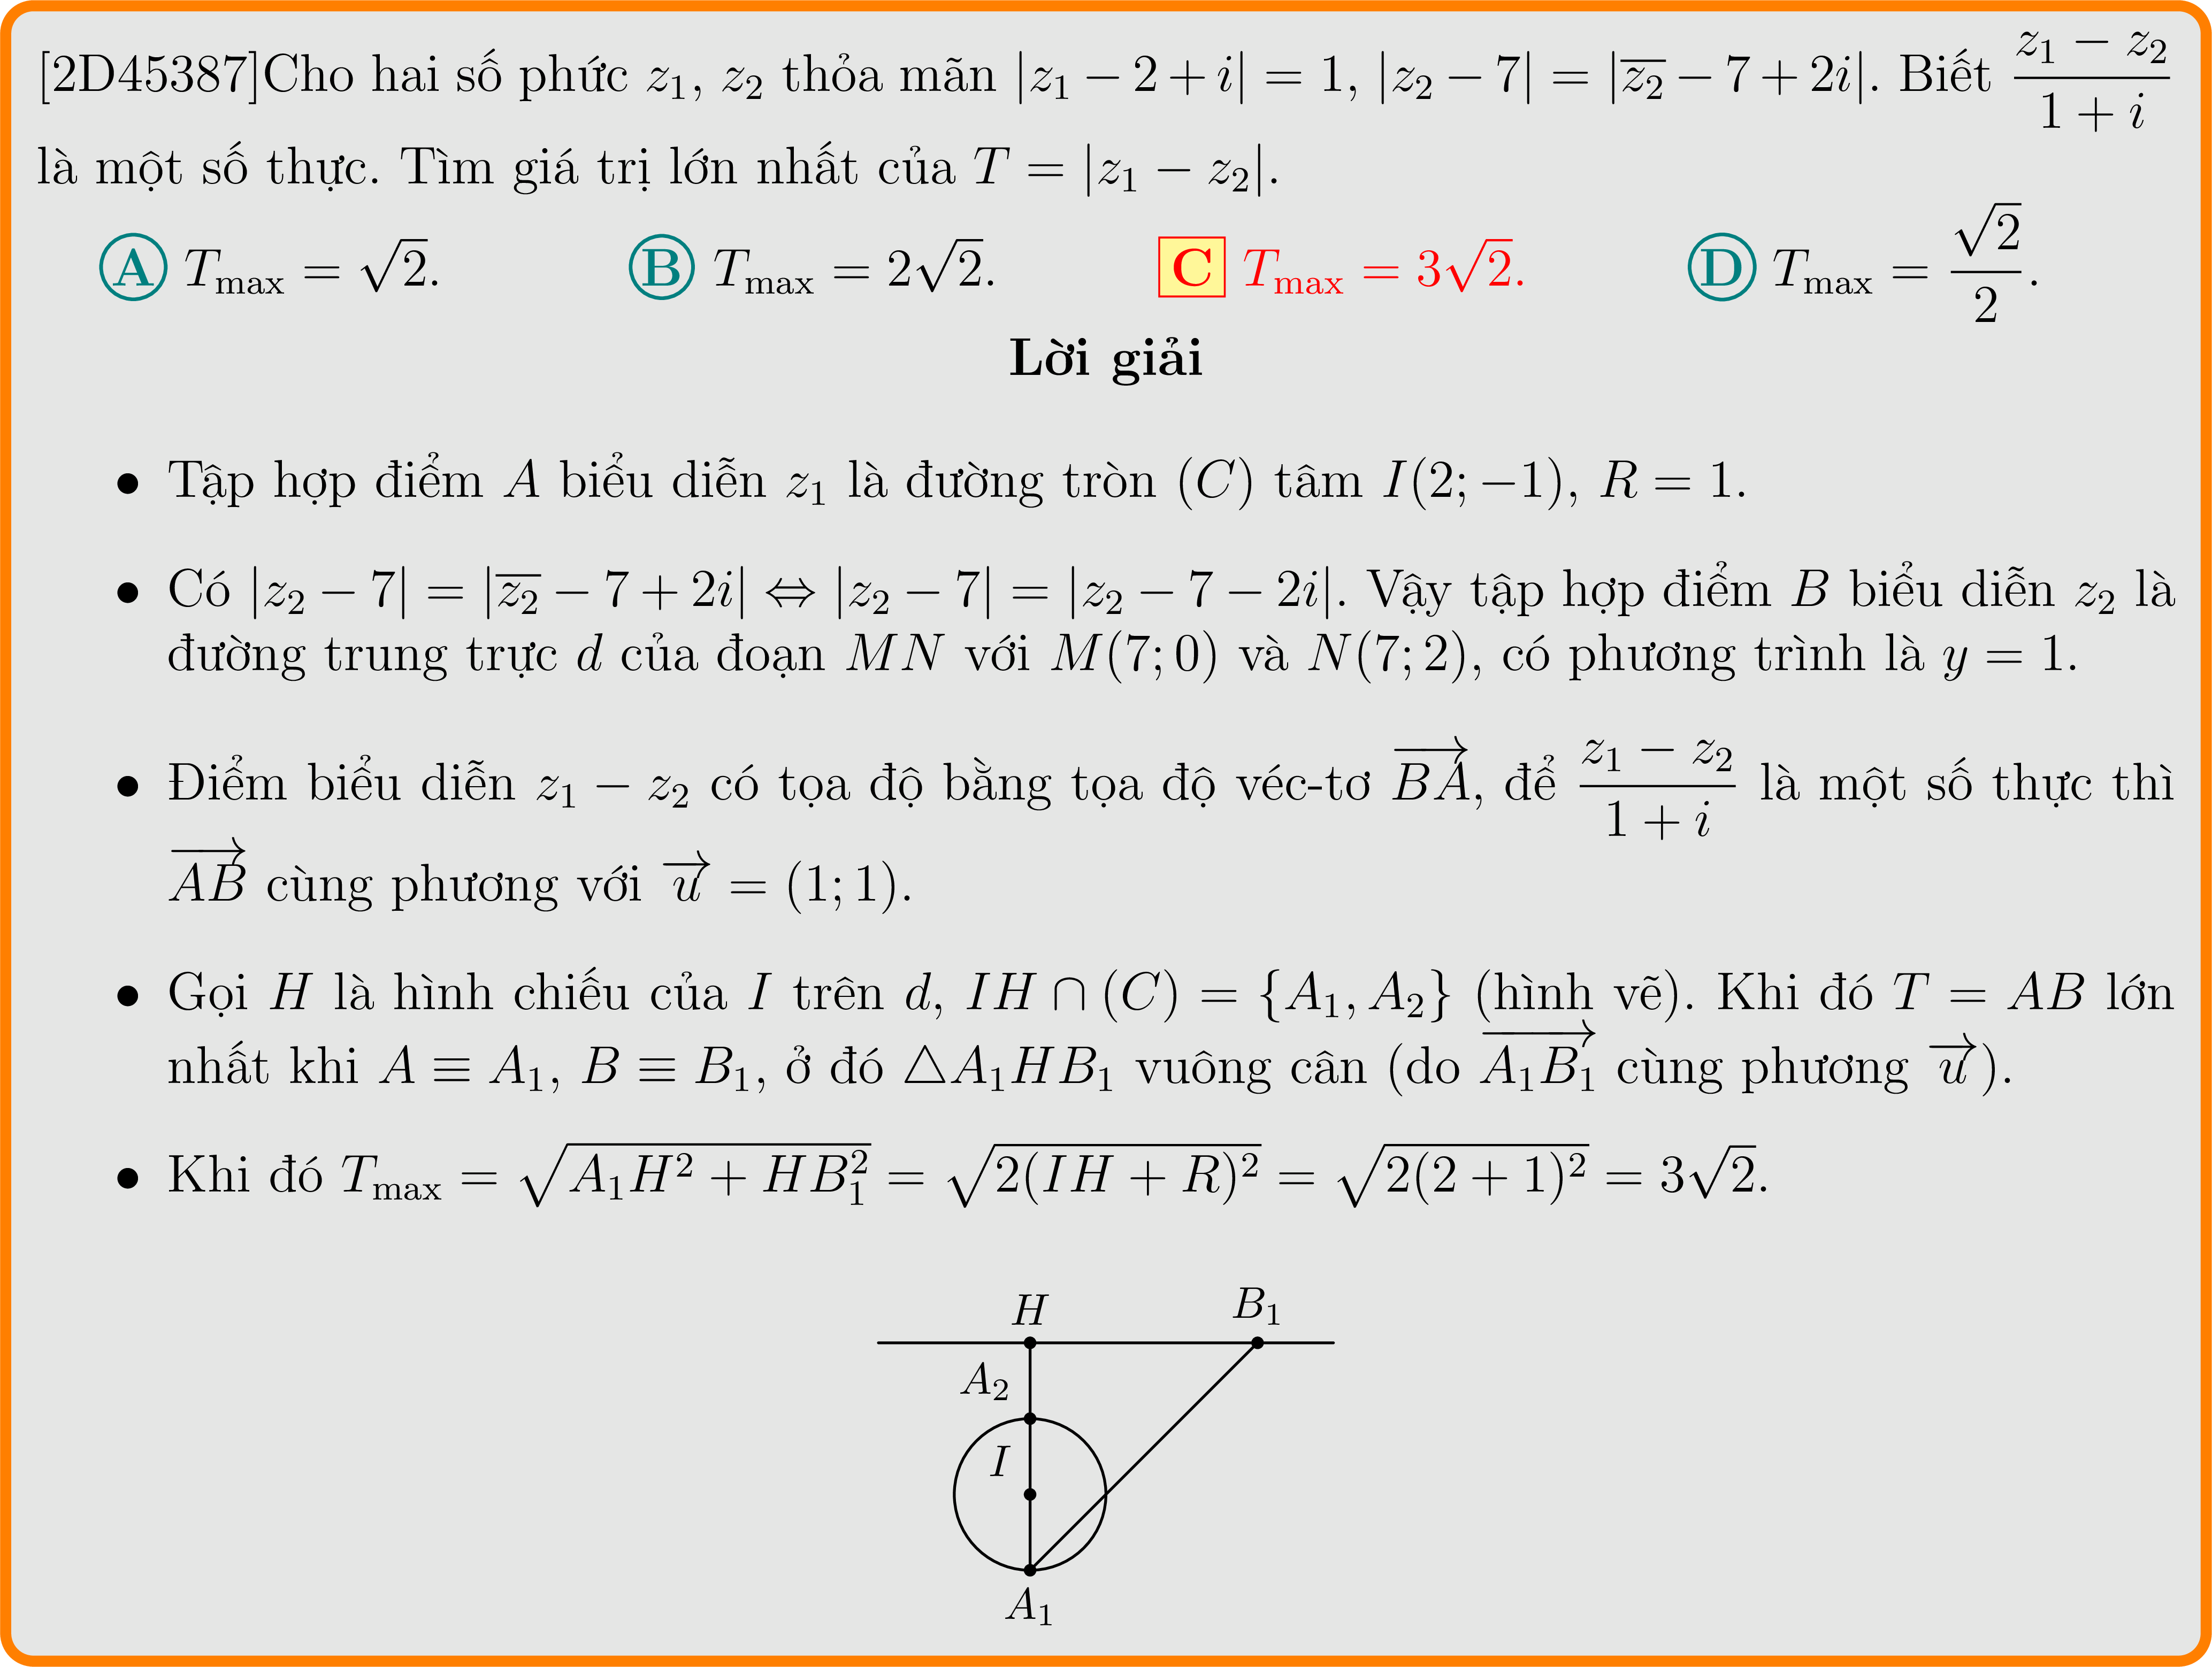 [2D45387]Cho hai số phức $z_1$, $z_2$ thỏa mãn $|z_1 - 2 + i| = 1$, $|z_2 - 7| = |\overline{z_2} - 7 + 2i|$. Biết $\dfrac{z_1 - z_2}{1 + i}$
là một số thực. Tìm giá trị lớn nhất của $T = |z_1 - z_2|$.
A $T_{\max} = \sqrt{2}$. B $T_{\max} = 2\sqrt{2}$. C $T_{\max} = 3\sqrt{2}$. D $T_{\max} = \dfrac{\sqrt{2}}{2}$.
Lời giải
• Tập hợp điểm $A$ biểu diễn $z_1$ là đường tròn $(C)$ tâm $I(2; -1)$, $R = 1$.
• Có $|z_2 - 7| = |\overline{z_2} - 7 + 2i| \Leftrightarrow |z_2 - 7| = |z_2 - 7 - 2i|$. Vậy tập hợp điểm $B$ biểu diễn $z_2$ là
đường trung trực $d$ của đoạn $MN$ với $M(7; 0)$ và $N(7; 2)$, có phương trình là $y = 1$.
• Điểm biểu diễn $z_1 - z_2$ có tọa độ bằng tọa độ véc-tơ $\overrightarrow{BA}$, để $\dfrac{z_1 - z_2}{1 + i}$ là một số thực thì
$\overrightarrow{AB}$ cùng phương với $\overrightarrow{u} = (1; 1)$.
• Gọi $H$ là hình chiếu của $I$ trên $d$, $IH \cap (C) = \{A_1, A_2\}$ (hình vẽ). Khi đó $T = AB$ lớn
nhất khi $A \equiv A_1$, $B \equiv B_1$, ở đó $\triangle A_1HB_1$ vuông cân (do $\overrightarrow{A_1B_1}$ cùng phương $\overrightarrow{u}$).
• Khi đó $T_{\max} = \sqrt{A_1H^2 + HB_1^2} = \sqrt{2(IH + R)^2} = \sqrt{2(2 + 1)^2} = 3\sqrt{2}$.
$H$ $B_1$
$A_2$
$I$
$A_1$